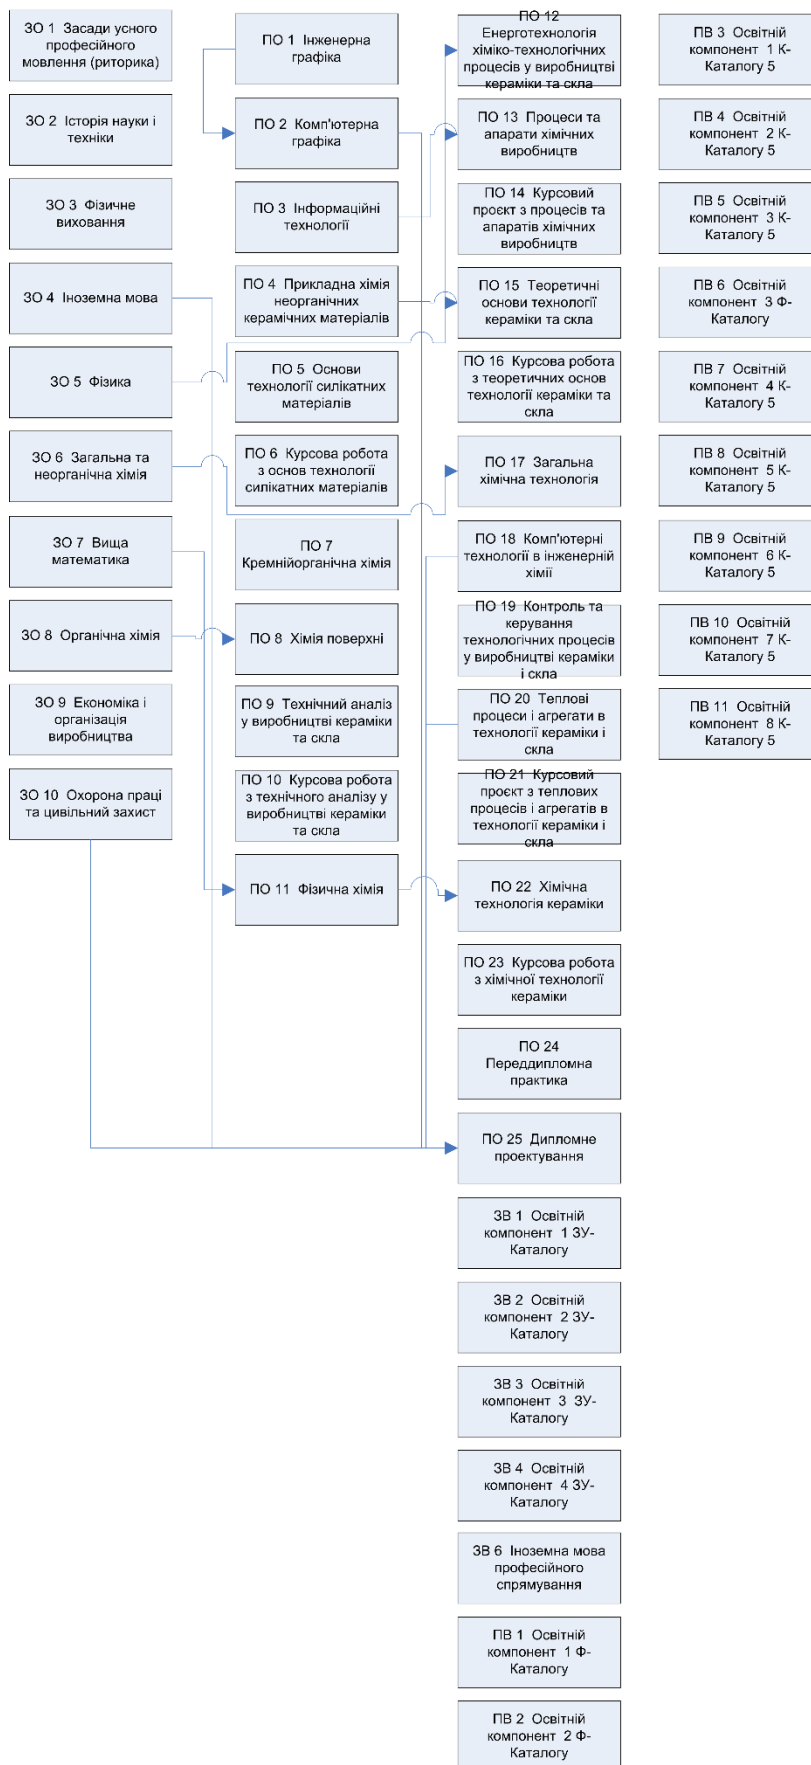 ЗО 1 Засади усного
професійного
мовлення (риторика)
ЗО 2 Історія науки і
техніки
ЗО 3 Фізичне
виховання
ЗО 4 Іноземна мова
ЗО 5 Фізика
ЗО 6 Загальна та
неорганічна хімія
ЗО 7 Вища
математика
ЗО 8 Органічна хімія
ЗО 9 Економіка і
організація
виробництва
ЗО 10 Охорона праці
та цивільний захист
ПО 1 Інженерна
графіка
ПО 2 Комп'ютерна
графіка
ПО 3 Інформаційні
технології
ПО 4 Прикладна хімія
неорганічних
керамічних матеріалів
ПО 5 Основи
технології силікатних
матеріалів
ПО 6 Курсова робота
з основ технології
силікатних матеріалів
ПО 7
Кремнійорганічна хімія
ПО 8 Хімія поверхні
ПО 9 Технічний аналіз
у виробництві кераміки
та скла
ПО 10 Курсова робота
з технічного аналізу у
виробництві кераміки
та скла
ПО 11 Фізична хімія
ПО 12
Енерготехнологія
хіміко-технологічних
процесів у виробництві
кераміки та скла
ПО 13 Процеси та
апарати хімічних
виробництв
ПО 14 Курсовий
проєкт з процесів та
апаратів хімічних
виробництв
ПО 15 Теоретичні
основи технології
кераміки та скла
ПО 16 Курсова робота
з теоретичних основ
технології кераміки та
скла
ПО 17 Загальна
хімічна технологія
ПО 18 Комп'ютерні
технології в інженерній
хімії
ПО 19 Контроль та
керування
технологічних процесів
у виробництві кераміки
і скла
ПО 20 Теплові
процеси і агрегати в
технології кераміки і
скла
ПО 21 Курсовий
проєкт з теплових
процесів і агрегатів в
технології кераміки і
скла
ПО 22 Хімічна
технологія кераміки
ПО 23 Курсова робота
з хімічної технології
кераміки
ПО 24
Переддипломна
практика
ПО 25 Дипломне
проектування
ЗВ 1 Освітній
компонент 1 ЗУ-
Каталогу
ЗВ 2 Освітній
компонент 2 ЗУ-
Каталогу
ЗВ 3 Освітній
компонент 3 ЗУ-
Каталогу
ЗВ 4 Освітній
компонент 4 ЗУ-
Каталогу
ЗВ 6 Іноземна мова
професійного
спрямування
ПВ 1 Освітній
компонент 1 Ф-
Каталогу
ПВ 2 Освітній
компонент 2 Ф-
Каталогу
ПВ 3 Освітній
компонент 1 К-
Каталогу 5
ПВ 4 Освітній
компонент 2 К-
Каталогу 5
ПВ 5 Освітній
компонент 3 К-
Каталогу 5
ПВ 6 Освітній
компонент 3 Ф-
Каталогу
ПВ 7 Освітній
компонент 4 К-
Каталогу 5
ПВ 8 Освітній
компонент 5 К-
Каталогу 5
ПВ 9 Освітній
компонент 6 К-
Каталогу 5
ПВ 10 Освітній
компонент 7 К-
Каталогу 5
ПВ 11 Освітній
компонент 8 К-
Каталогу 5